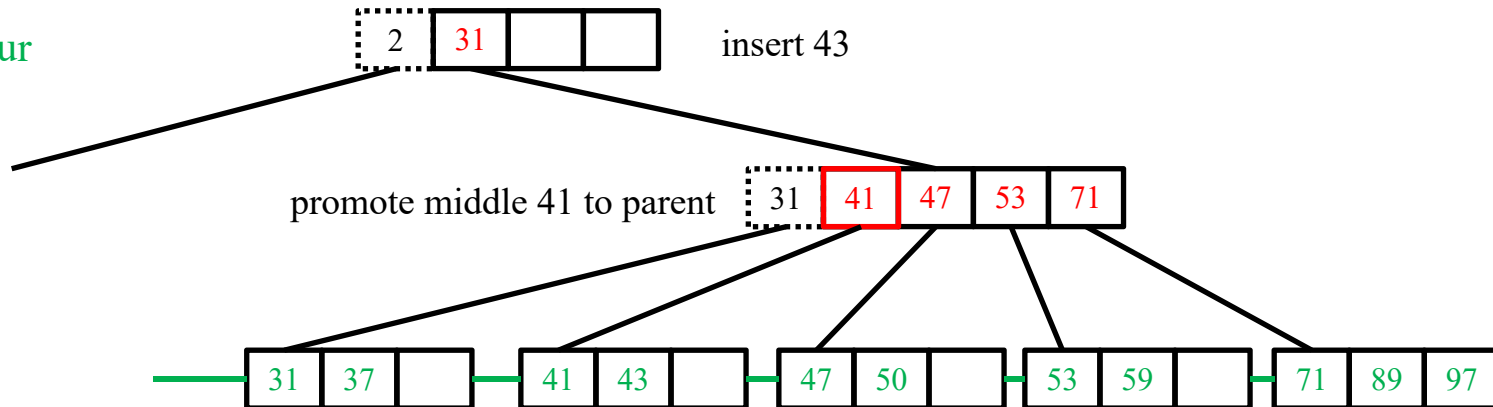 ur
2 31 insert 43
promote middle 41 to parent 31 41 47 53 71
31 37 41 43 47 50 53 59 71 89 97